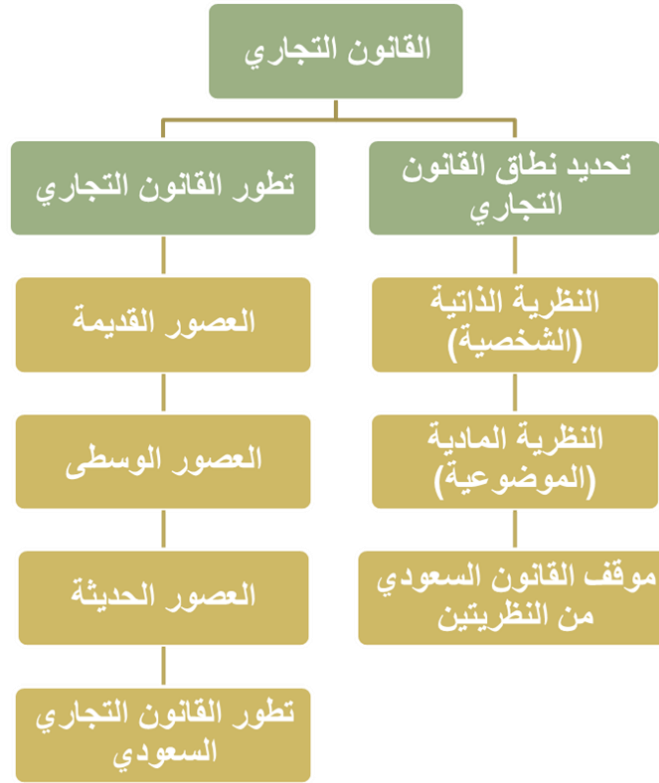 القانون التجاري
تحديد نطاق القانون
التجاري
النظرية الذاتية
(الشخصية)
النظرية المادية
(الموضوعية)
موقف القانون السعودي
من النظريتين
تطور القانون التجاري
العصور القديمة
العصور الوسطى
العصور الحديثة
تطور القانون التجاري
السعودي